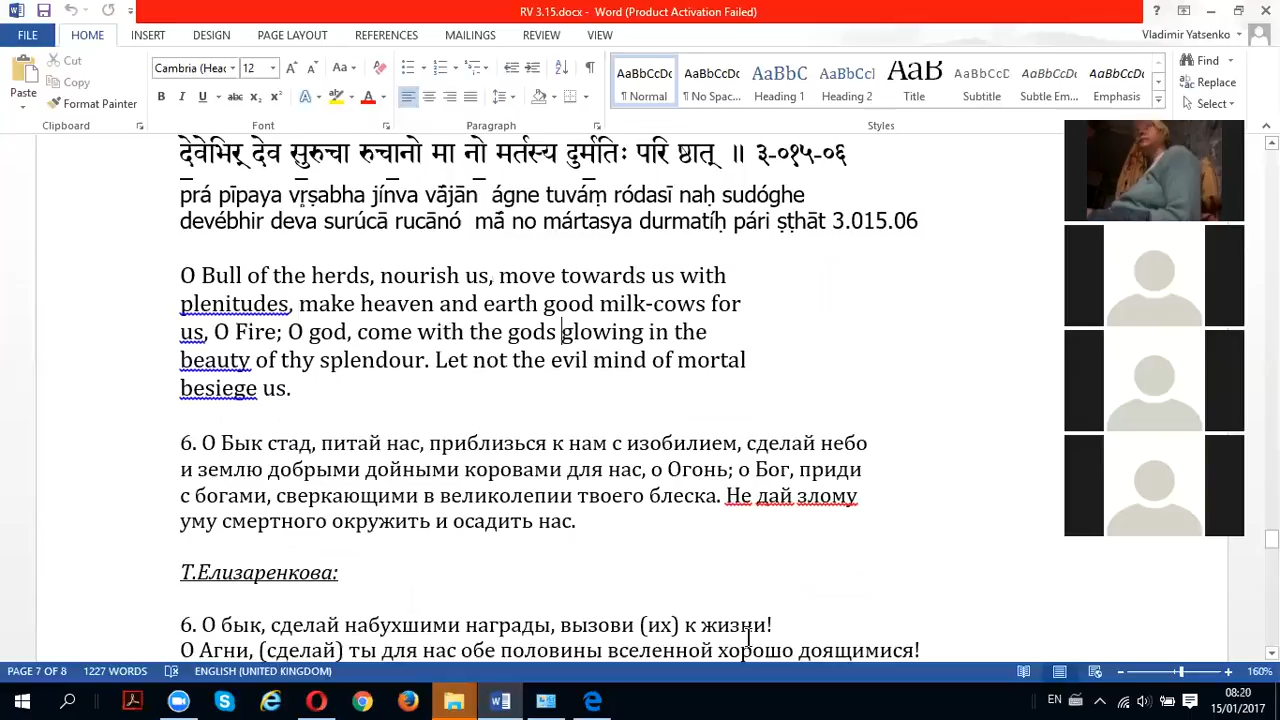 RV 3.15.docx - Word (Product Activation Failed)
FILE HOME INSERT DESIGN PAGE LAYOUT REFERENCES MAILINGS REVIEW VIEW Vladimir Yatsenko
Paste Cut Copy Format Painter
Cambria (Hea 12
AaBbCcDc AaBbCcDc AaBbC AaBbCc AaB AaBbCcD AaBbCcDc AaBbCcDc
¶ Normal ¶ No Spac... Heading 1 Heading 2 Title Subtitle Subtle Em... Emphasis
Find Replace Select
Clipboard Font Paragraph Styles
देवेभिर् देव सुरुचा रुचानो मा नो मर्तस्य दुर्मतिः परि ष्ठात् ॥ ३-०१५-०६
prá pīpaya vr̥ṣabha jínva vā́jān ágne tuváṃ ródasī naḥ sudóghe
devébhir deva surúcā rucānó mā́ no mártasya durmatíḥ pári ṣṭhāt 3.015.06
O Bull of the herds, nourish us, move towards us with
plenitudes, make heaven and earth good milk-cows for
us, O Fire; O god, come with the gods glowing in the
beauty of thy splendour. Let not the evil mind of mortal
besiege us.
6. О Бык стад, питай нас, приблизься к нам с изобилием, сделай небо
и землю добрыми дойными коровами для нас, о Огонь; о Бог, приди
с богами, сверкающими в великолепии твоего блеска. Не дай злому
уму смертного окружить и осадить нас.
Т.Елизаренкова:
6. О бык, сделай набухшими награды, вызови (их) к жизни!
О Агни, (сделай) ты для нас обе половины вселенной хорошо доящимися!
PAGE 7 OF 8 1227 WORDS ENGLISH (UNITED KINGDOM) 160%
EN 08:20
15/01/2017